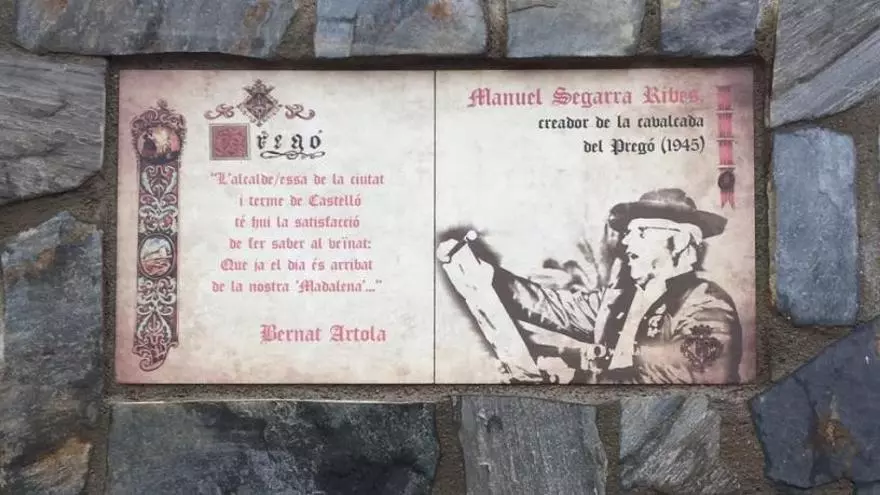 Pregó
"L'alcalde/essa de la ciutat
i terme de Castelló
té hui la satisfacció
de fer saber al veïnat:
Que ja el dia és arribat
de la nostra 'Madalena'..."
Bernat Artola
Manuel Segarra Ribes,
creador de la cavalcada
del Pregó (1945)